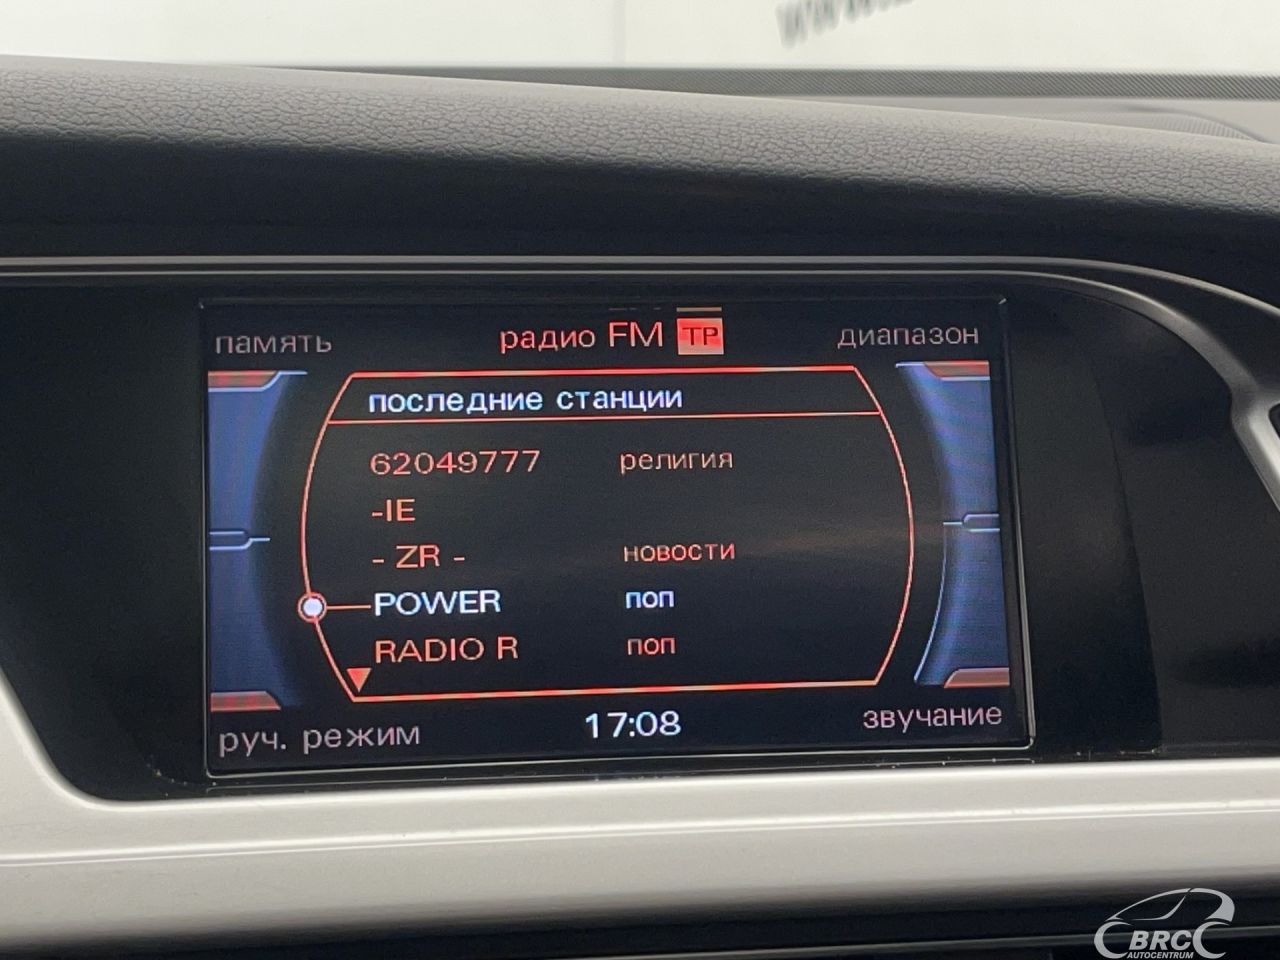 память
радио FM TP
диапазон
последние станции
62049777 религия
-IE
- ZR - новости
POWER поп
RADIO R поп
руч. режим
17:08
звучание
BRC
AUTOCENTRUM